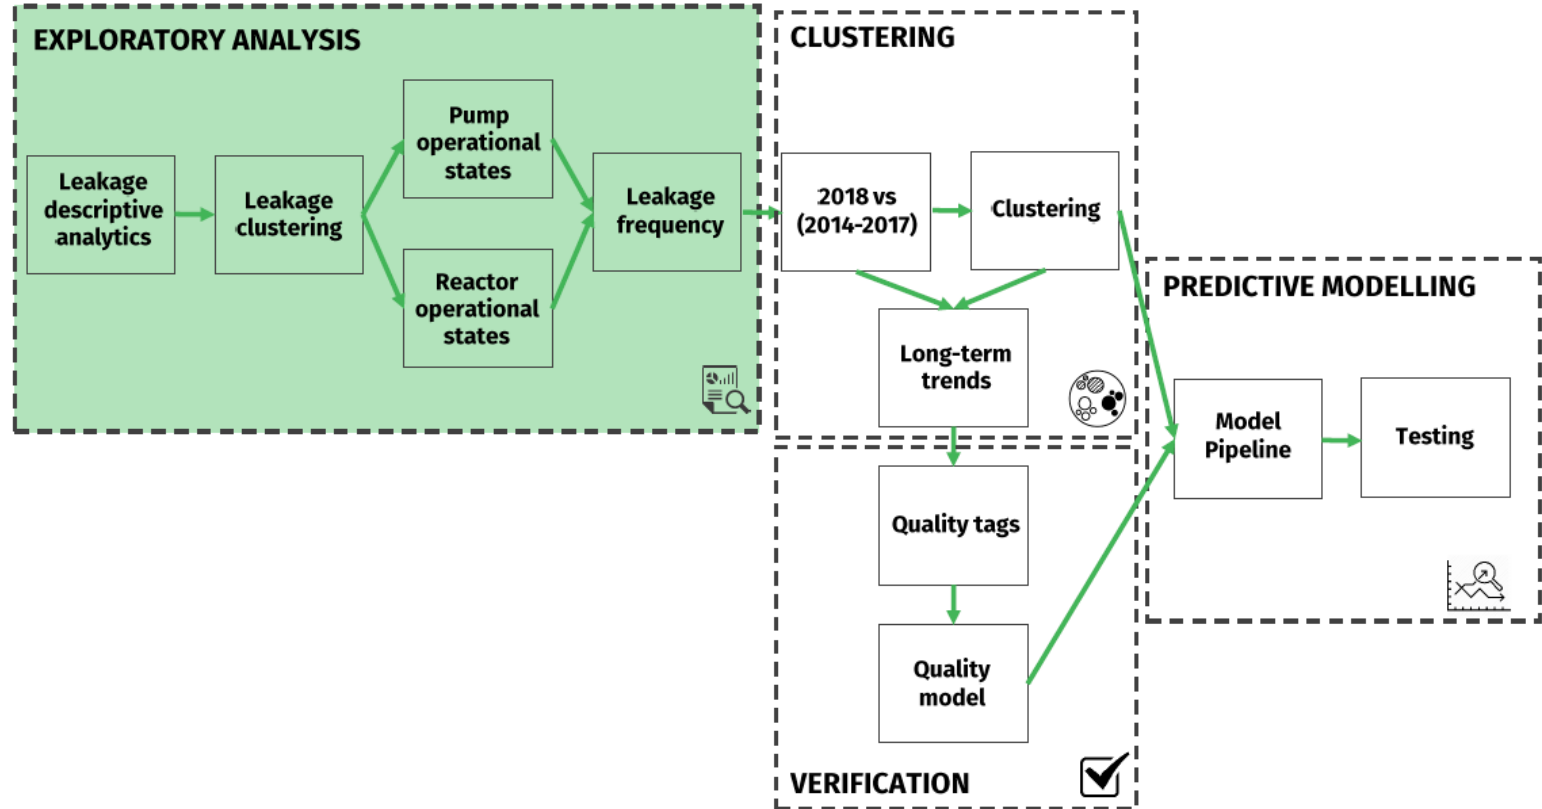 EXPLORATORY ANALYSIS
Leakage
descriptive
analytics
Leakage
clustering
Pump
operational
states
Reactor
operational
states
Leakage
frequency
CLUSTERING
2018 vs
(2014-2017)
Clustering
Long-term
trends
Quality tags
Quality
model
VERIFICATION
PREDICTIVE MODELLING
Model
Pipeline
Testing